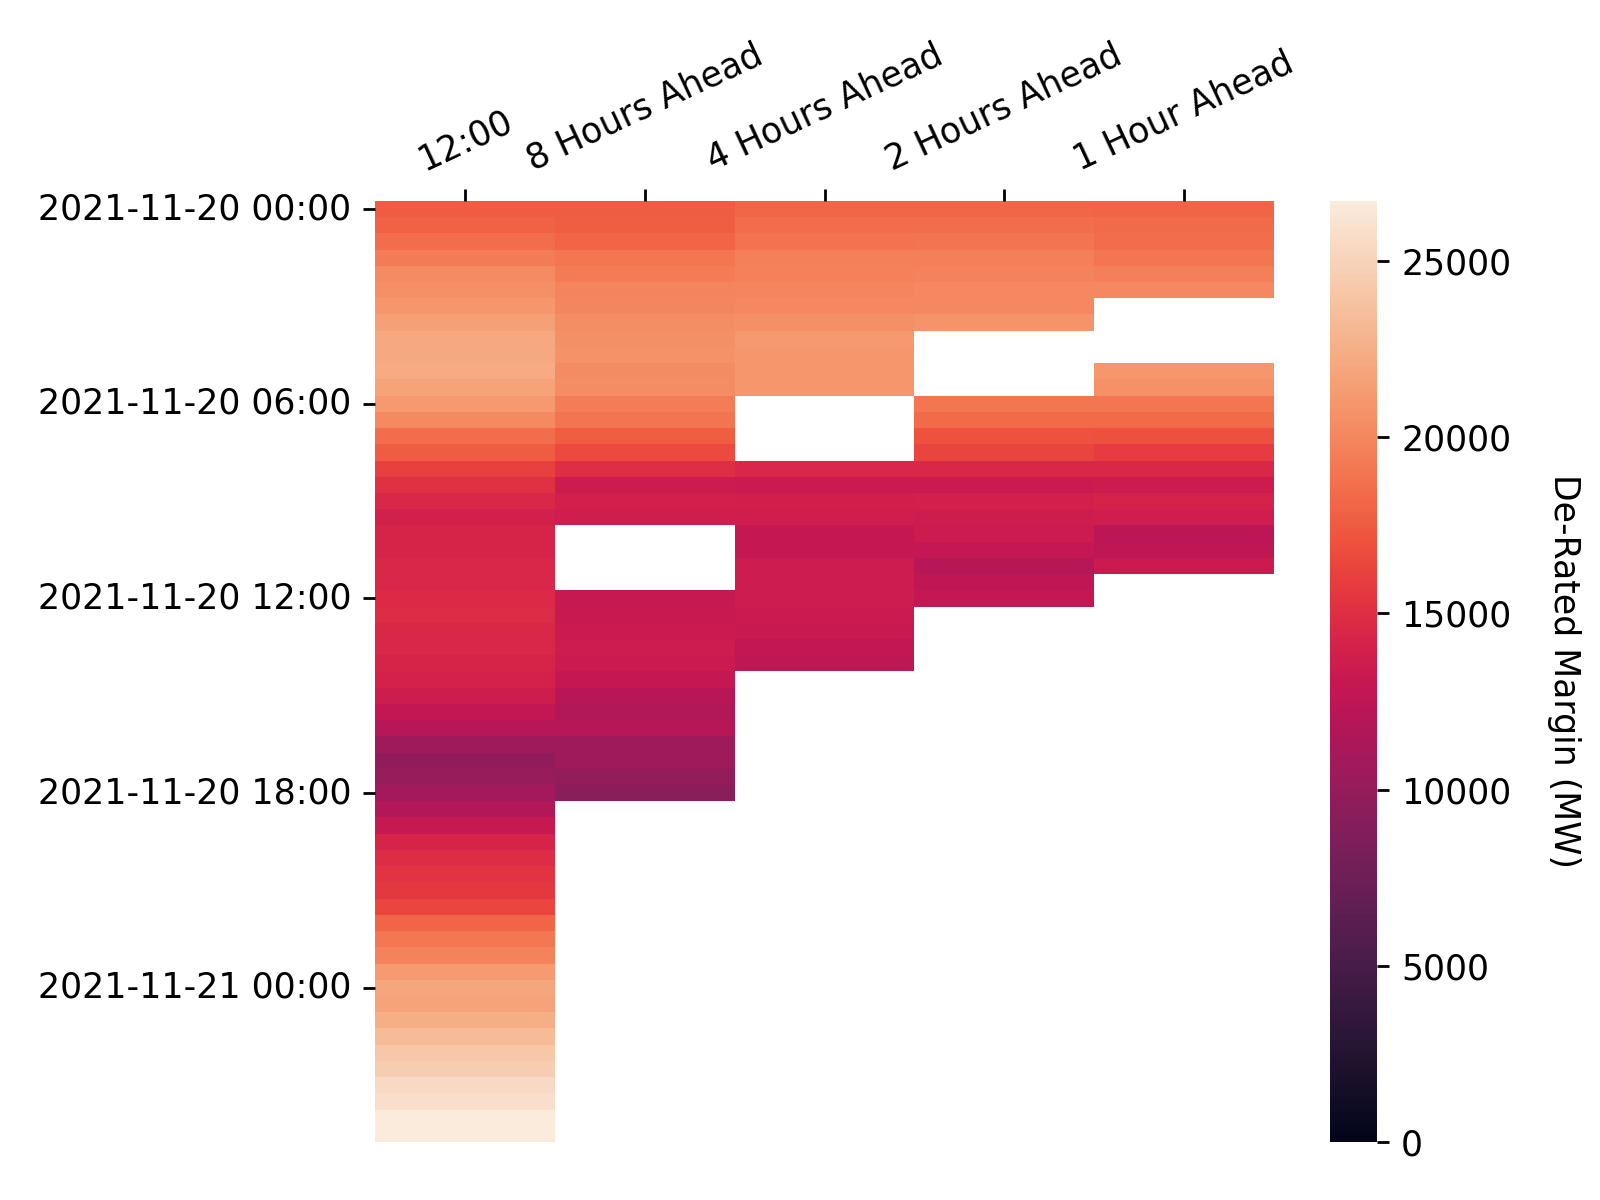 12:00
8 Hours Ahead
4 Hours Ahead
2 Hours Ahead
1 Hour Ahead
2021-11-20 00:00
2021-11-20 06:00
2021-11-20 12:00
2021-11-20 18:00
2021-11-21 00:00
25000
20000
15000
10000
5000
0
De-Rated Margin (MW)